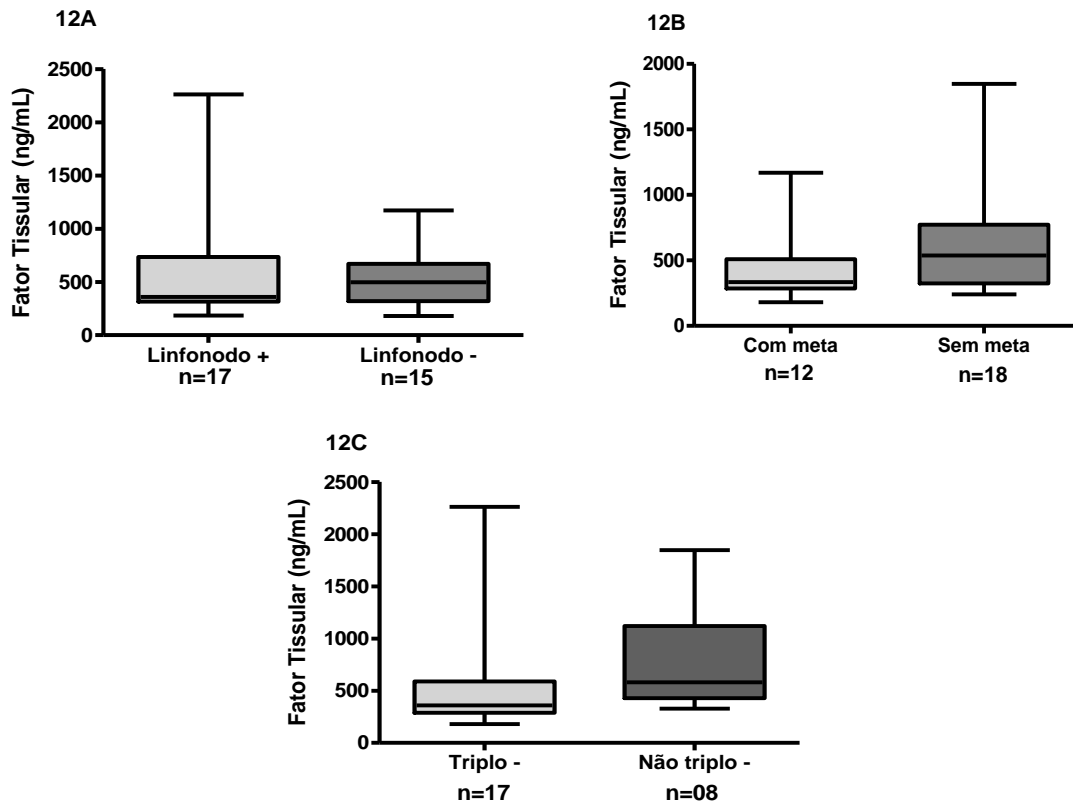 12A
Fator Tissular (ng/mL)
2500
2000
1500
1000
500
0
Linfonodo +
n=17
Linfonodo -
n=15
12B
Fator Tissular (ng/mL)
2000
1500
1000
500
0
Com meta
n=12
Sem meta
n=18
12C
Fator Tissular (ng/mL)
2500
2000
1500
1000
500
0
Triplo -
n=17
Não triplo -
n=08